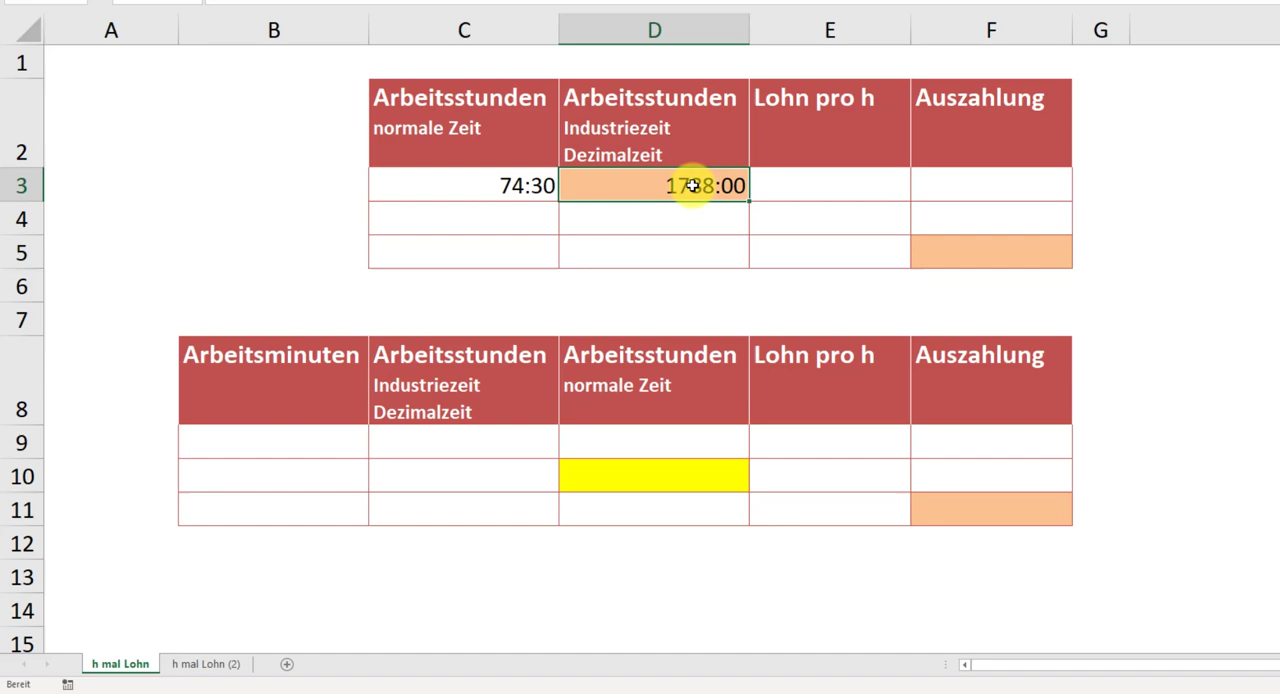 A B C D E F G
1
Arbeitsstunden Arbeitsstunden Lohn pro h Auszahlung
normale Zeit Industriezeit
2 Dezimalzeit
3 74:30 1788:00
4
5
6
7
Arbeitsminuten Arbeitsstunden Arbeitsstunden Lohn pro h Auszahlung
Industriezeit normale Zeit
8 Dezimalzeit
9
10
11
12
13
14
15
h mal Lohn h mal Lohn (2)
Bereit